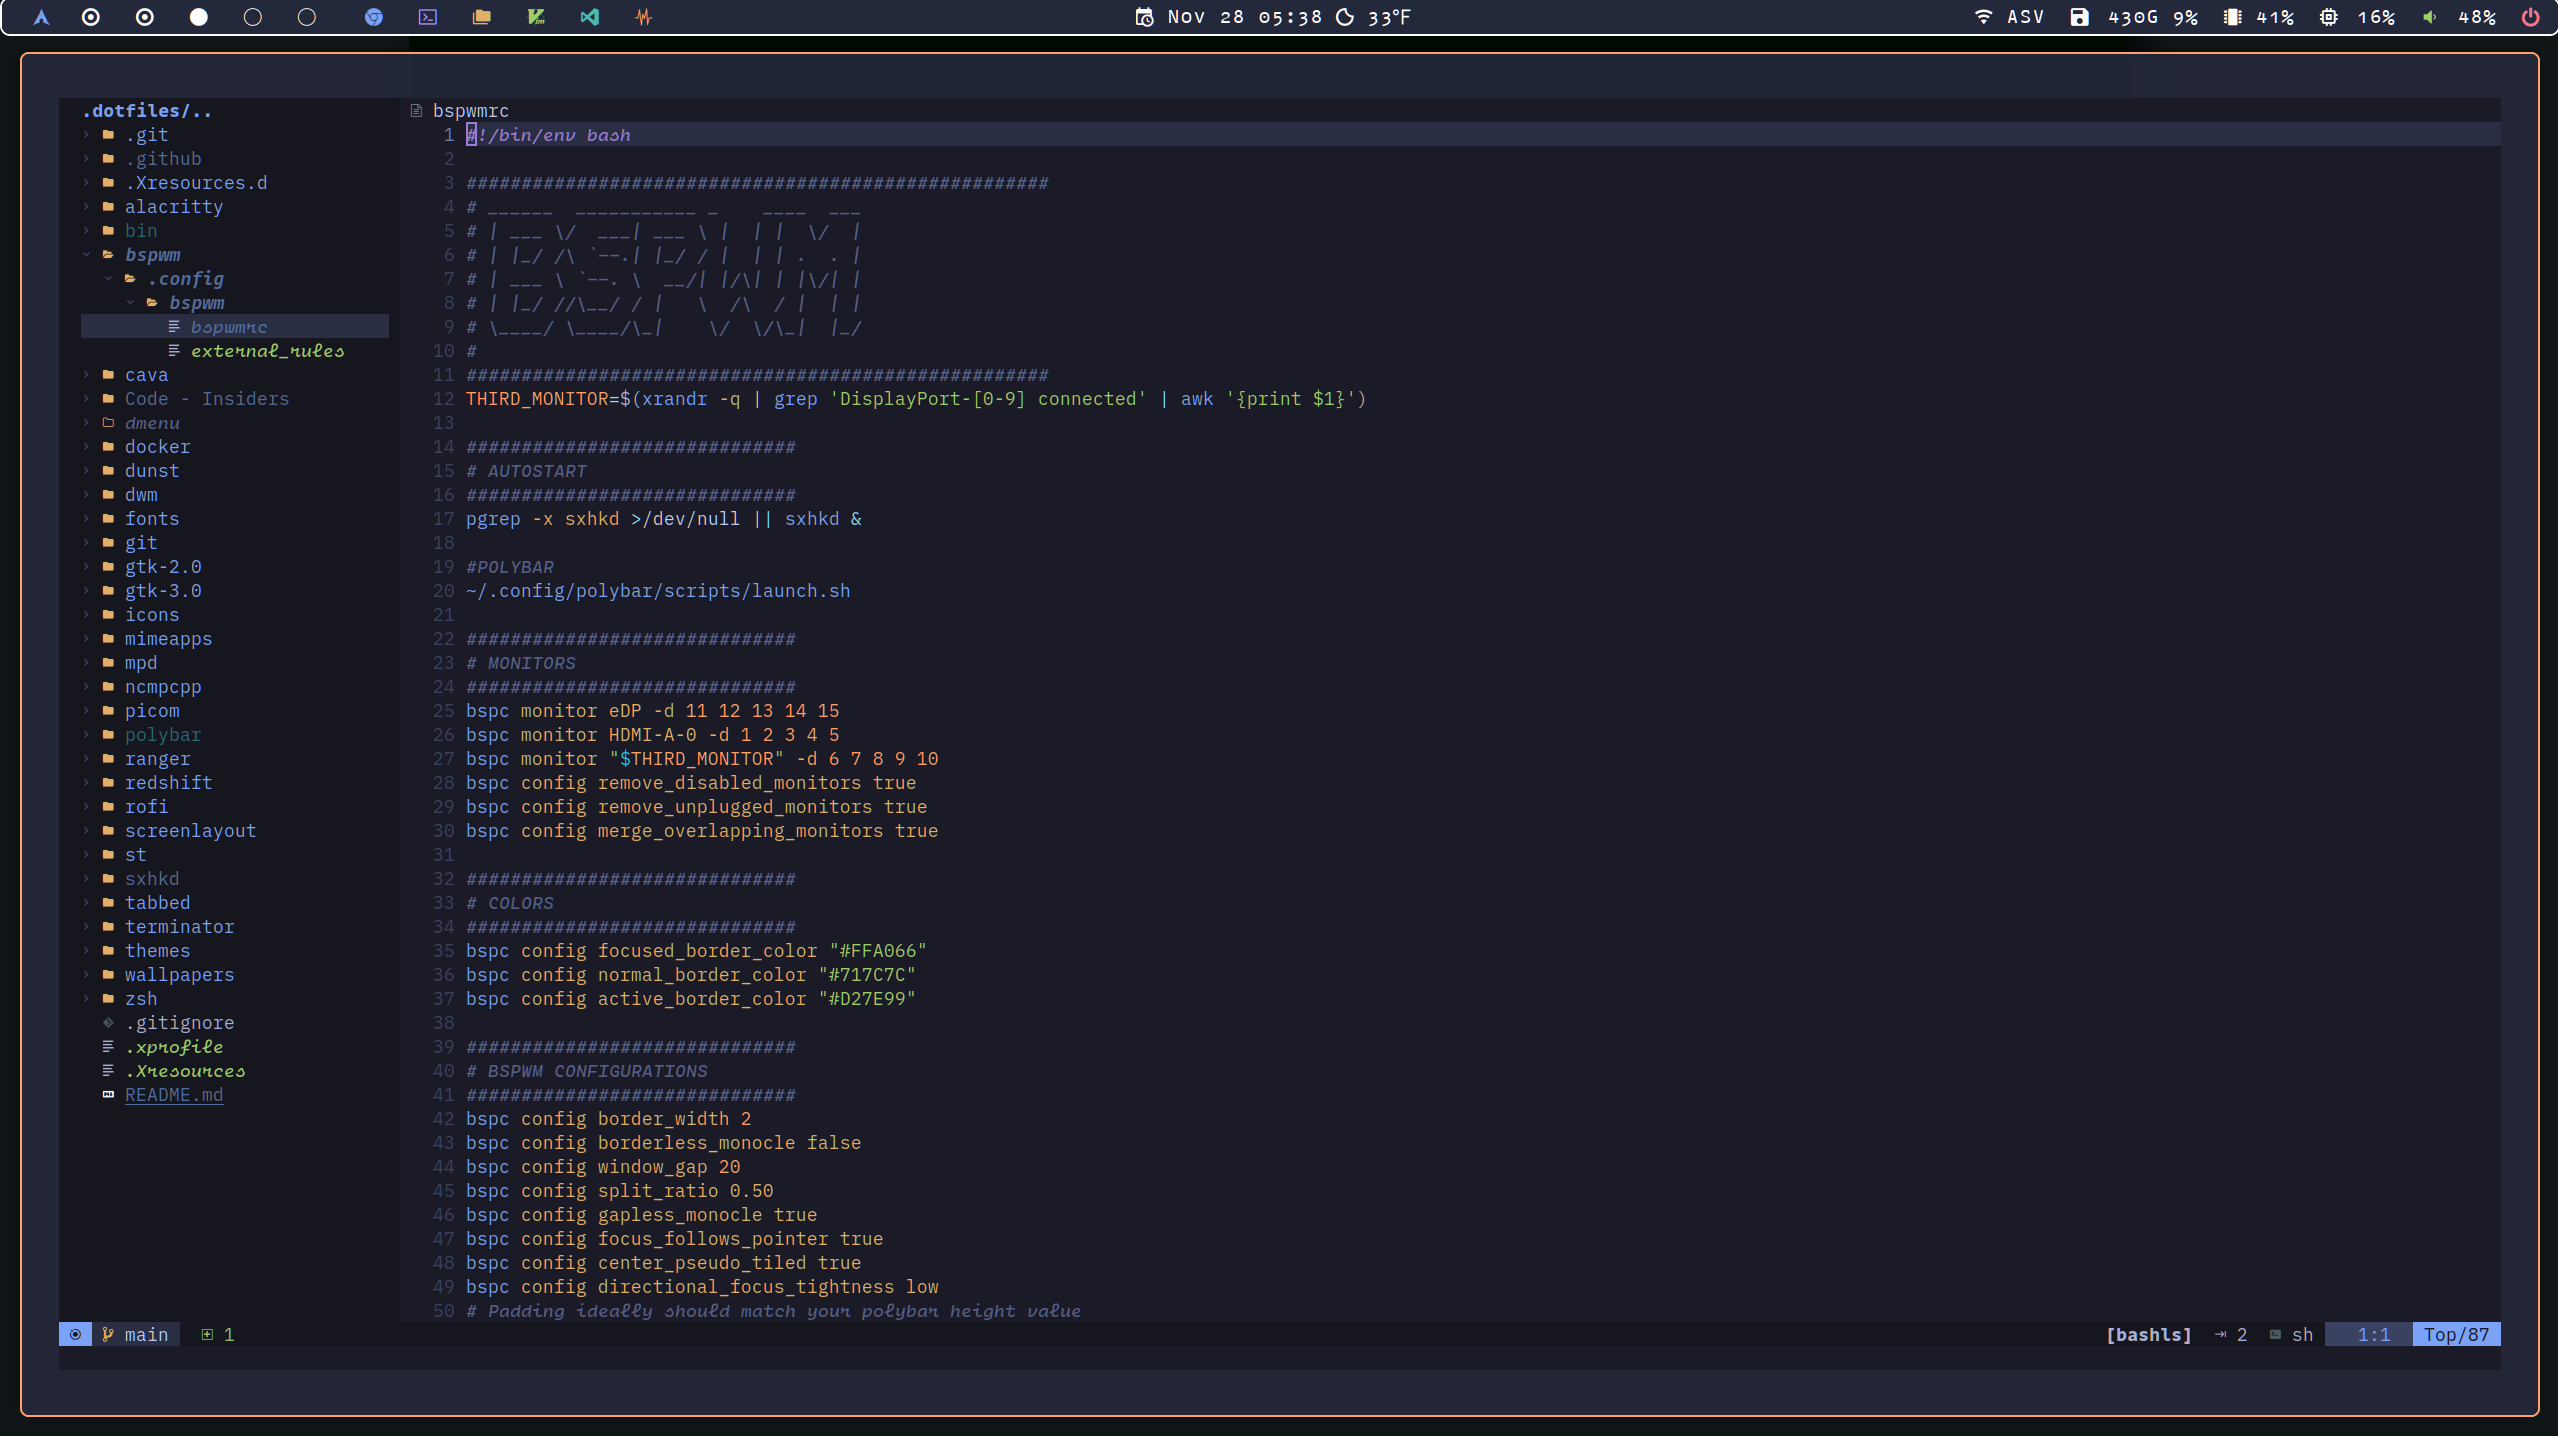 Nov 28 05:38 33°F
ASV 430G 9% 41% 16% 48%
.dotfiles/..
.git
.github
.Xresources.d
alacritty
bin
bspwm
.config
bspwm
bspwmrc
external_rules
cava
Code - Insiders
dmenu
docker
dunst
dwm
fonts
git
gtk-2.0
gtk-3.0
icons
mimeapps
mpd
ncmpcpp
picom
polybar
ranger
redshift
rofi
screenlayout
st
sxhkd
tabbed
terminator
themes
wallpapers
zsh
.gitignore
.xprofile
.Xresources
README.md
bspwmrc
1 #!/bin/env bash
2
3 #####################################################
4 # ______  ___________ _    ____  ___
5 # | ___ \/  ___| ___ \ |  | |  \/  |
6 # | |_/ /\ `--.| |_/ / |  | | .  . |
7 # | ___ \ `--. \  __/| |/\| | |\/| |
8 # | |_/ //\__/ / |   \  /\  / |  | |
9 # \____/ \____/\_|    \/  \/\_|  |_/
10 #
11 #####################################################
12 THIRD_MONITOR=$(xrandr -q | grep 'DisplayPort-[0-9] connected' | awk '{print $1}')
13
14 ##############################
15 # AUTOSTART
16 ##############################
17 pgrep -x sxhkd >/dev/null || sxhkd &
18
19 #POLYBAR
20 ~/.config/polybar/scripts/launch.sh
21
22 ##############################
23 # MONITORS
24 ##############################
25 bspc monitor eDP -d 11 12 13 14 15
26 bspc monitor HDMI-A-0 -d 1 2 3 4 5
27 bspc monitor "$THIRD_MONITOR" -d 6 7 8 9 10
28 bspc config remove_disabled_monitors true
29 bspc config remove_unplugged_monitors true
30 bspc config merge_overlapping_monitors true
31
32 ##############################
33 # COLORS
34 ##############################
35 bspc config focused_border_color "#FFA066"
36 bspc config normal_border_color "#717C7C"
37 bspc config active_border_color "#D27E99"
38
39 ##############################
40 # BSPWM CONFIGURATIONS
41 ##############################
42 bspc config border_width 2
43 bspc config borderless_monocle false
44 bspc config window_gap 20
45 bspc config split_ratio 0.50
46 bspc config gapless_monocle true
47 bspc config focus_follows_pointer true
48 bspc config center_pseudo_tiled true
49 bspc config directional_focus_tightness low
50 # Padding ideally should match your polybar height value
main 1
[bashls] 2 sh 1:1 Top/87